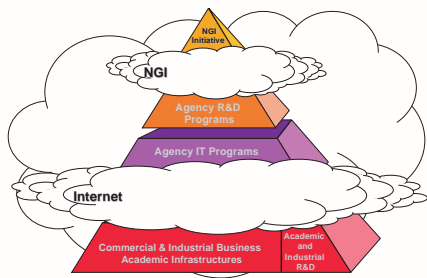 NGI
Initiative
NGI
Agency R&D
Programs
Agency IT Programs
Internet
Commercial & Industrial Business
Academic Infrastructures
Academic
and
Industrial
R&D